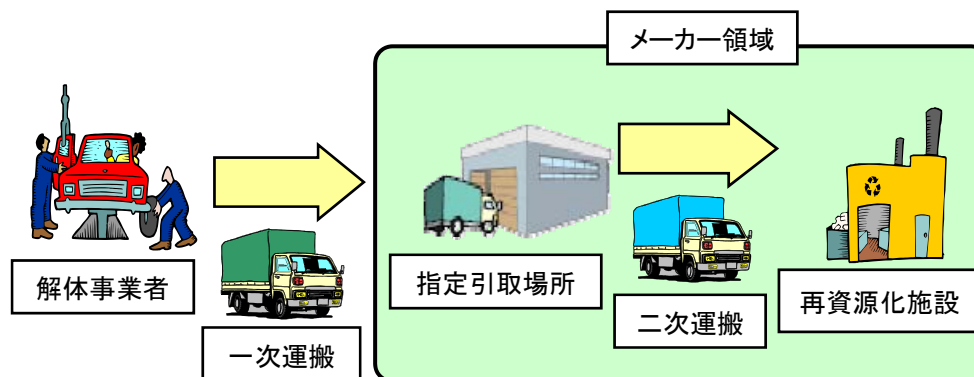 メーカー領域
解体事業者
一次運搬
指定引取場所
二次運搬
再資源化施設